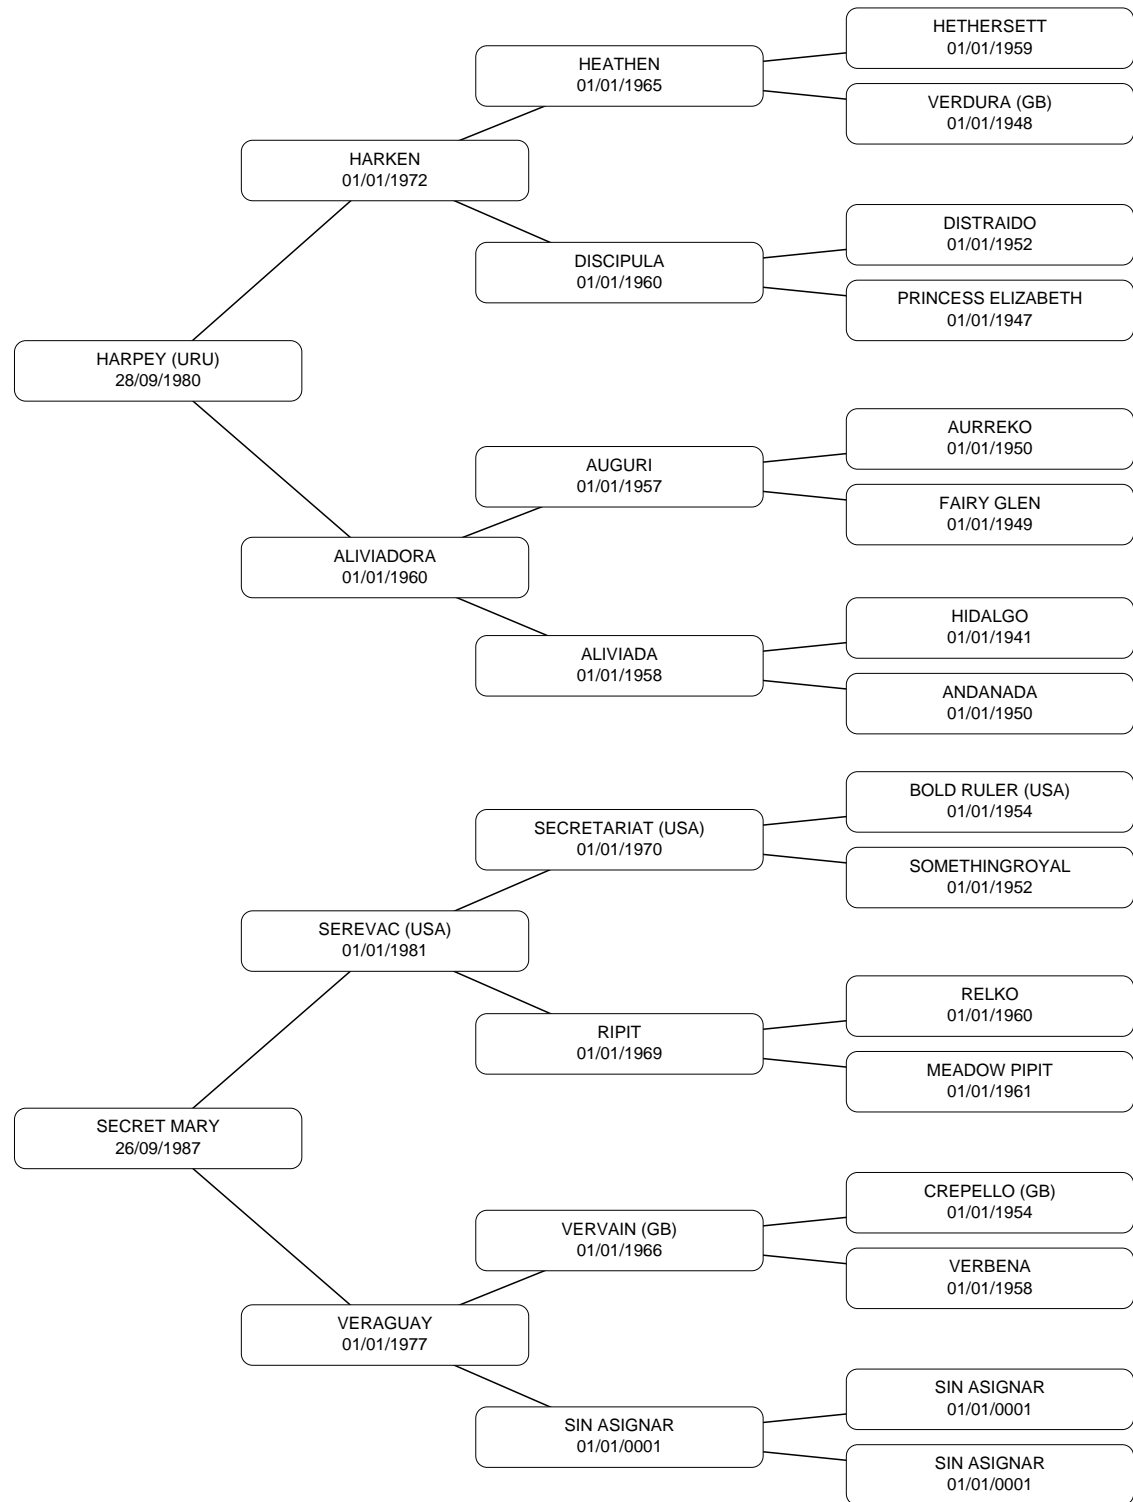 HETHERSETT
01/01/1959
HEATHEN
01/01/1965
VERDURA (GB)
01/01/1948
HARKEN
01/01/1972
DISTRAIDO
01/01/1952
DISCIPULA
01/01/1960
PRINCESS ELIZABETH
01/01/1947
HARPEY (URU)
28/09/1980
AURREKO
01/01/1950
AUGURI
01/01/1957
FAIRY GLEN
01/01/1949
ALIVIADORA
01/01/1960
HIDALGO
01/01/1941
ALIVIADA
01/01/1958
ANDANADA
01/01/1950
BOLD RULER (USA)
01/01/1954
SECRETARIAT (USA)
01/01/1970
SOMETHINGROYAL
01/01/1952
SEREVAC (USA)
01/01/1981
RELKO
01/01/1960
RIPIT
01/01/1969
MEADOW PIPIT
01/01/1961
SECRET MARY
26/09/1987
CREPELLO (GB)
01/01/1954
VERVAIN (GB)
01/01/1966
VERBENA
01/01/1958
VERAGUAY
01/01/1977
SIN ASIGNAR
01/01/0001
SIN ASIGNAR
01/01/0001
SIN ASIGNAR
01/01/0001